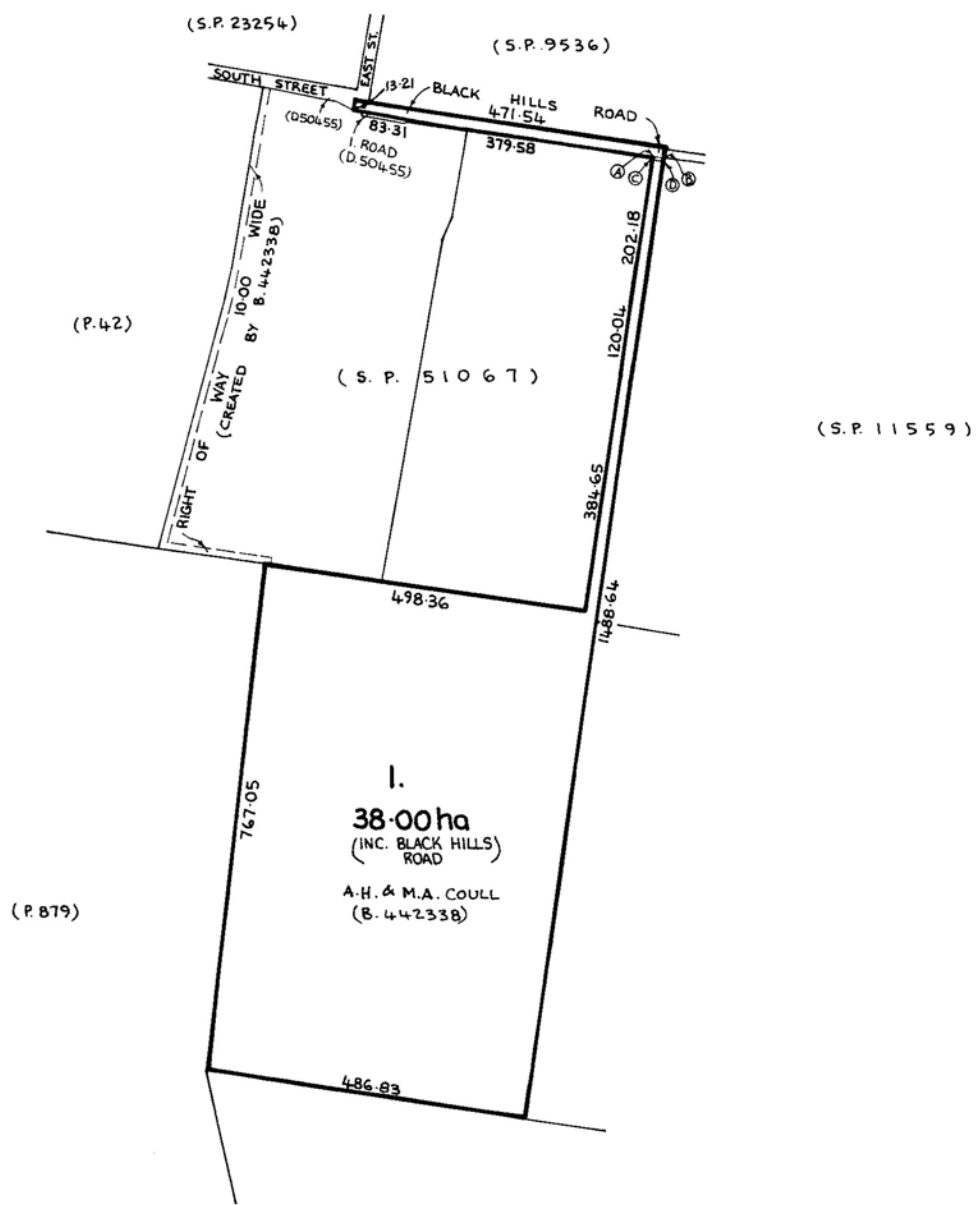 (S.P. 23254)
EAST ST.
(S.P. 9536)
SOUTH STREET
13.21
BLACK HILLS ROAD
471.54
(D50455)
83.31
1. ROAD
(D.50455)
379.58
A
B
C
D
202.18
RIGHT OF WAY 10.00 WIDE
(CREATED BY B.442338)
(P.42)
120.04
(S.P. 51067)
(S.P. 11559)
384.65
498.36
1488.64
1.
38.00ha
(INC. BLACK HILLS)
ROAD
767.05
A.H. & M.A. COULL
(B.442338)
(P.879)
486.83